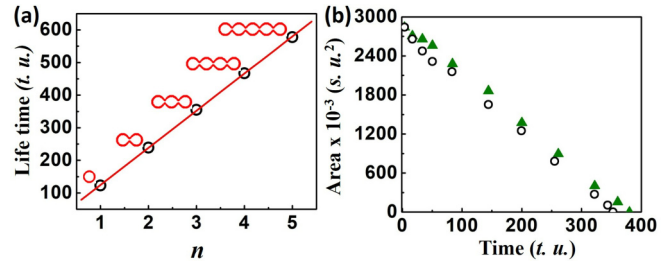 (a)
600
500
400
300
200
100
Life time (t. u.)
1 2 3 4 5
n
(b)
3000
2400
1800
1200
600
0
Area x 10⁻³ (s. u.²)
0 100 200 300 400
Time (t. u.)